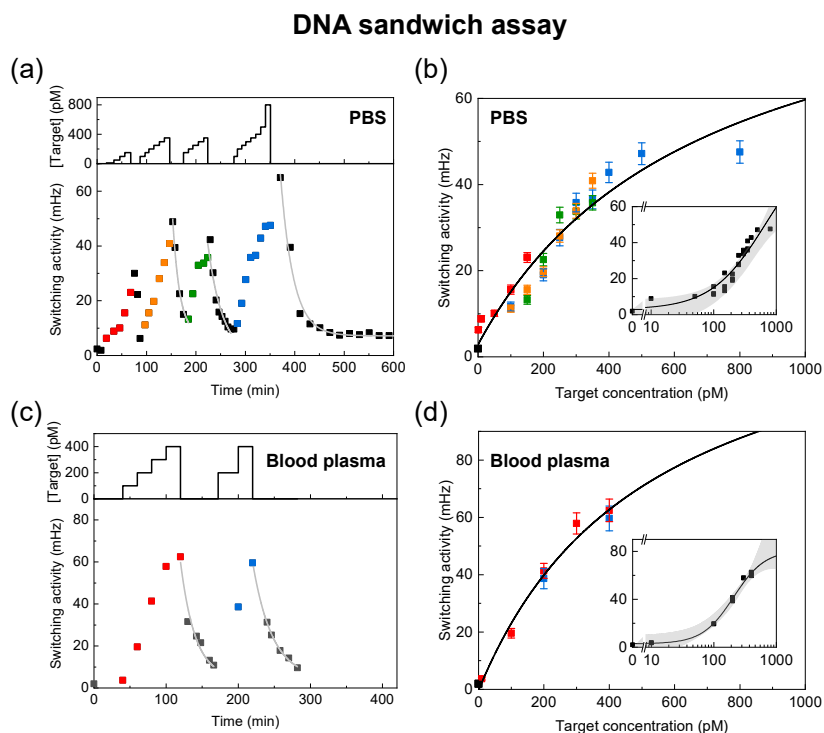 DNA sandwich assay
(a)
[Target] (pM)
800
400
0
PBS
Switching activity (mHz)
60
40
20
0
0 100 200 300 400 500 600
Time (min)
(b)
Switching activity (mHz)
60
40
20
0
PBS
60
40
20
0
10 100 1000
0 200 400 600 800 1000
Target concentration (pM)
(c)
[Target] (pM)
400
200
0
Blood plasma
Switching activity (mHz)
80
60
40
20
0
0 100 200 300 400
Time (min)
(d)
Switching activity (mHz)
80
60
40
20
0
Blood plasma
80
60
40
20
0
10 100 1000
0 200 400 600 800 1000
Target concentration (pM)